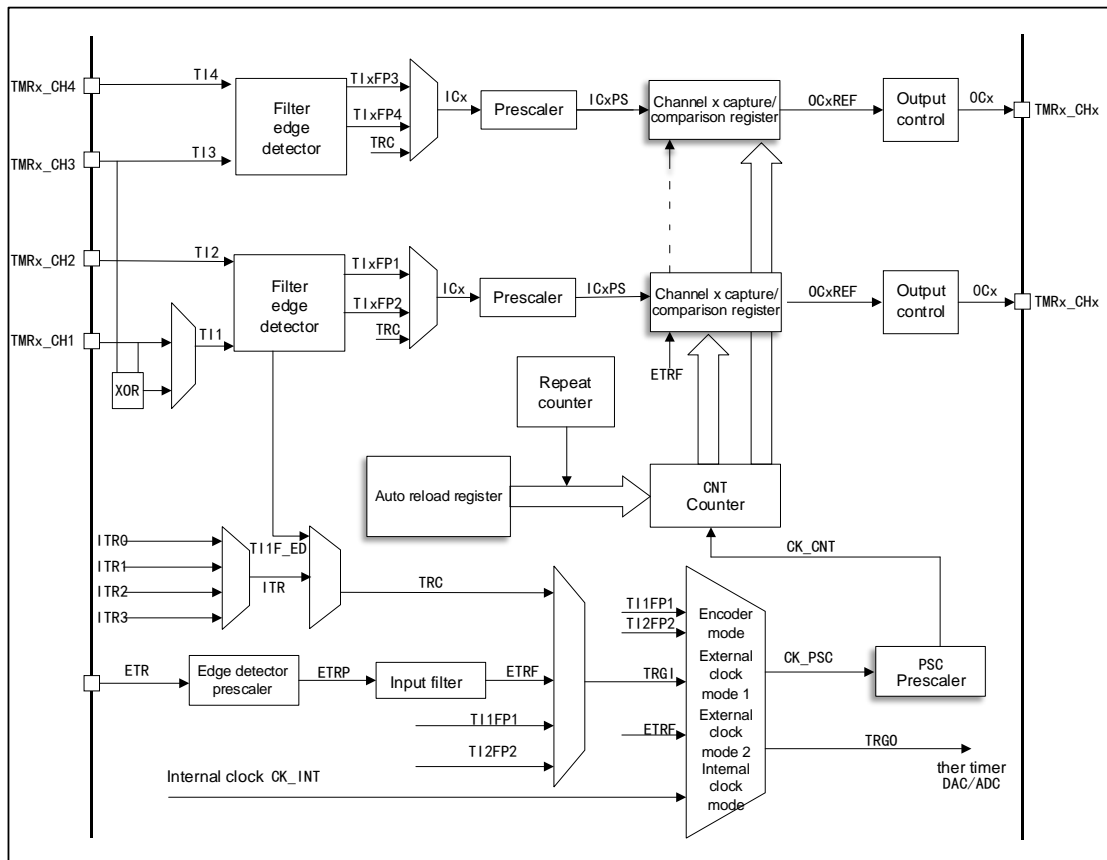 TMRx_CH4
TI4
Filter
edge
detector
TIxFP3
TIxFP4
TRC
ICx
Prescaler
ICxPS
Channel x capture/
comparison register
OCxREF
Output
control
OCx
TMRx_CHx
TMRx_CH3
TI3
TMRx_CH2
TI2
Filter
edge
detector
TIxFP1
TIxFP2
TRC
ICx
Prescaler
ICxPS
Channel x capture/
comparison register
OCxREF
Output
control
OCx
TMRx_CHx
TMRx_CH1
TI1
XOR
ETRF
Repeat
counter
Auto reload register
CNT
Counter
CK_CNT
ITR0
ITR1
ITR2
ITR3
ITR
TI1F_ED
TRC
ETR
Edge detector
prescaler
ETRP
Input filter
ETRF
TI1FP1
TI2FP2
TRGI
TI1FP1
TI2FP2
ETRF
Encoder
mode
External
clock
mode 1
External
clock
mode 2
Internal
clock
mode
CK_PSC
PSC
Prescaler
TRGO
ther timer
DAC/ADC
Internal clock CK_INT